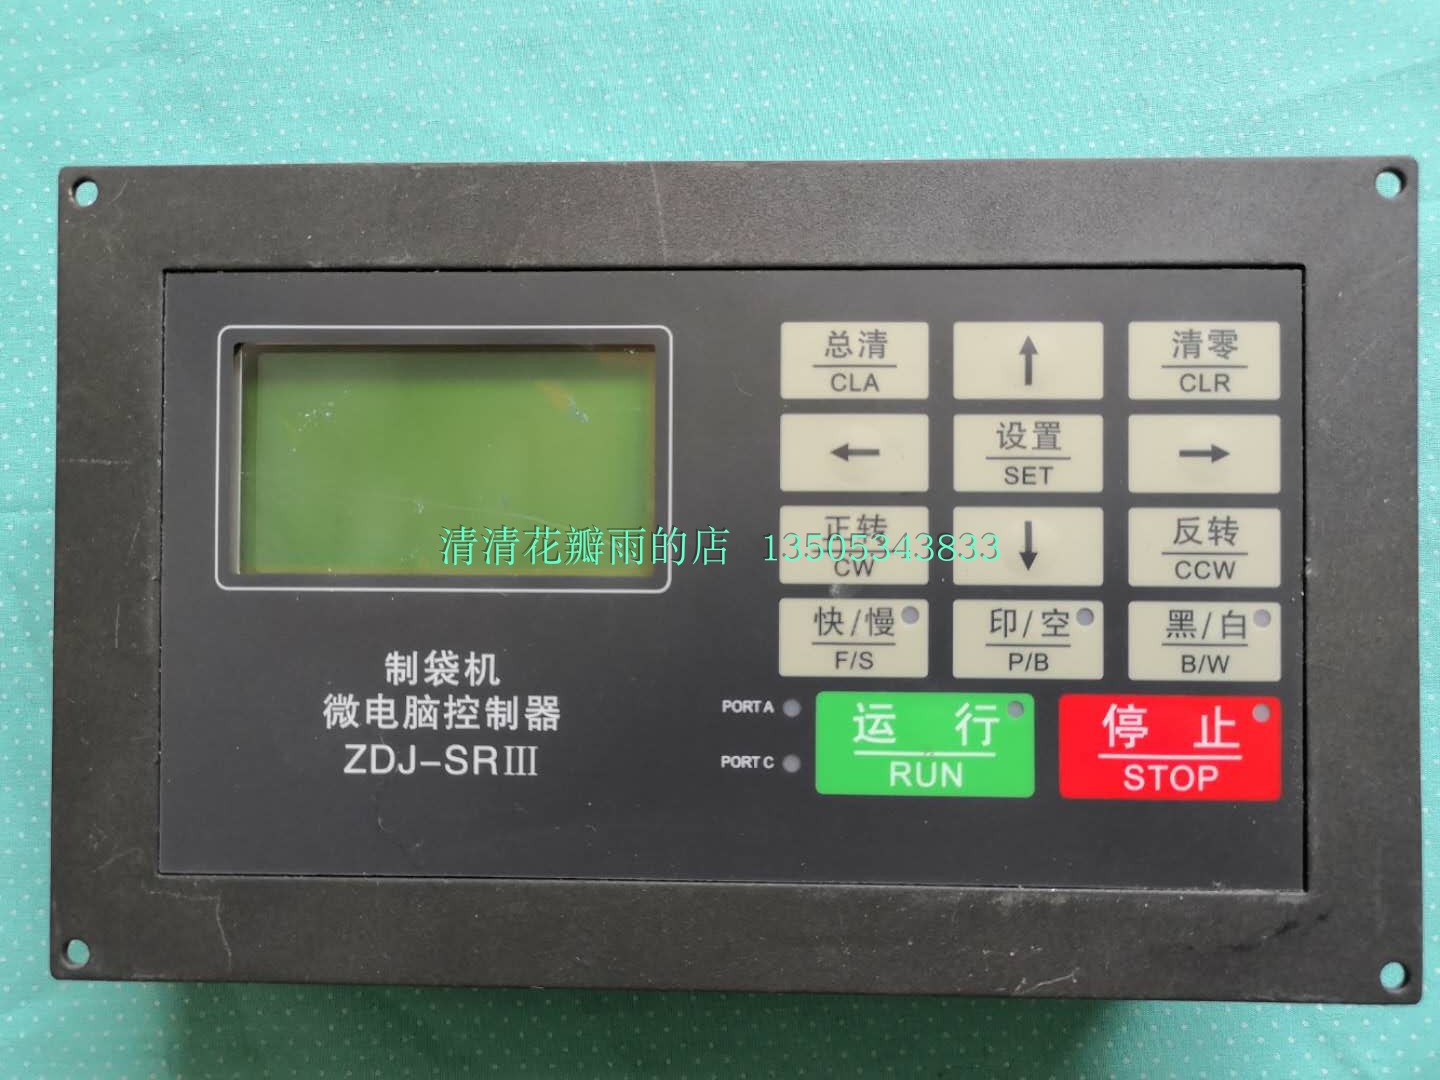 总清
CLA
清零
CLR
设置
SET
正转
CW
反转
CCW
快/慢
F/S
印/空
P/B
黑/白
B/W
清清花瓣雨的店 13505343833
制袋机
微电脑控制器
ZDJ-SRⅢ
PORT A
PORT C
运行
RUN
停止
STOP